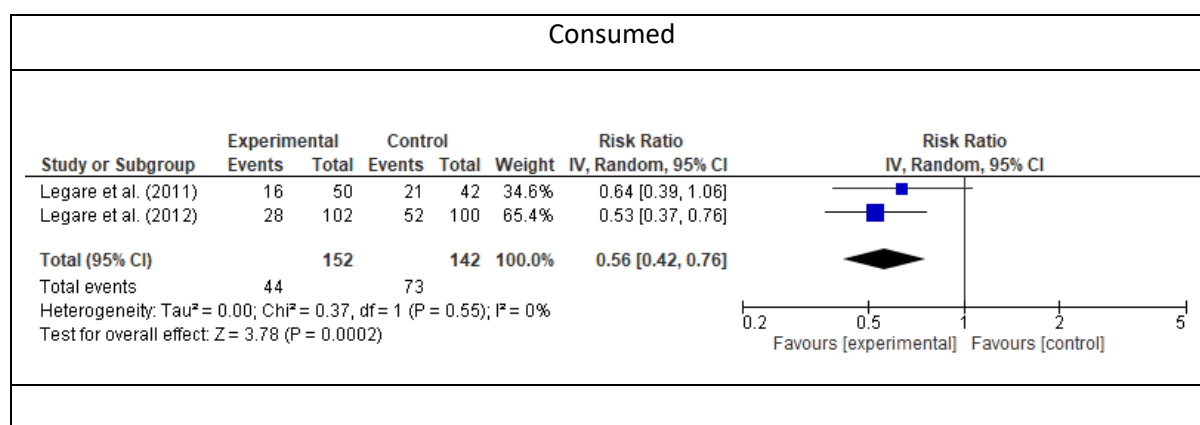 Consumed
Experimental Control Risk Ratio Risk Ratio
Study or Subgroup Events Total Events Total Weight IV, Random, 95% CI IV, Random, 95% CI
Legare et al. (2011) 16 50 21 42 34.6% 0.64 [0.39, 1.06]
Legare et al. (2012) 28 102 52 100 65.4% 0.53 [0.37, 0.76]
Total (95% CI) 152 142 100.0% 0.56 [0.42, 0.76]
Total events 44 73
Heterogeneity: Tau² = 0.00; Chi² = 0.37, df = 1 (P = 0.55); I² = 0%
Test for overall effect: Z = 3.78 (P = 0.0002)
0.2 0.5 1 2 5
Favours [experimental] Favours [control]